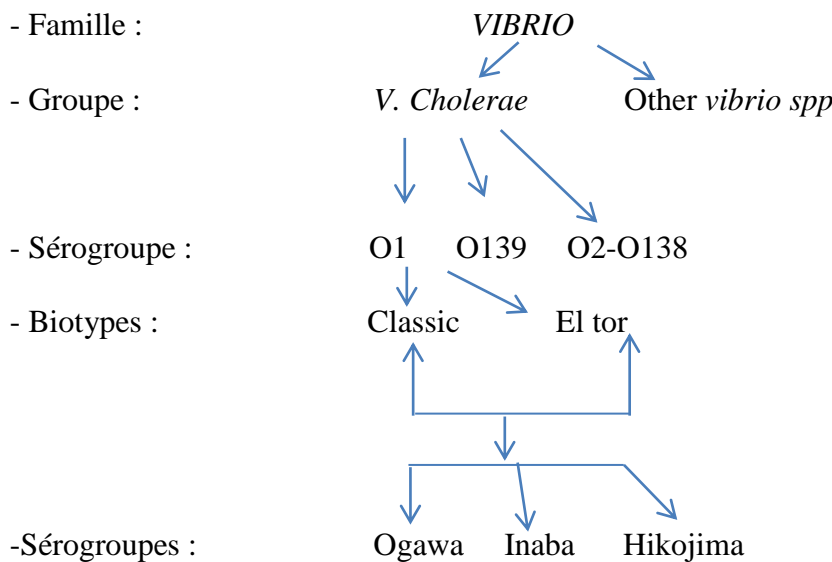 - Famille : VIBRIO
- Groupe : V. Cholerae Other vibrio spp
- Sérogroupe : O1 O139 O2-O138
- Biotypes : Classic El tor
-Sérogroupes : Ogawa Inaba Hikojima